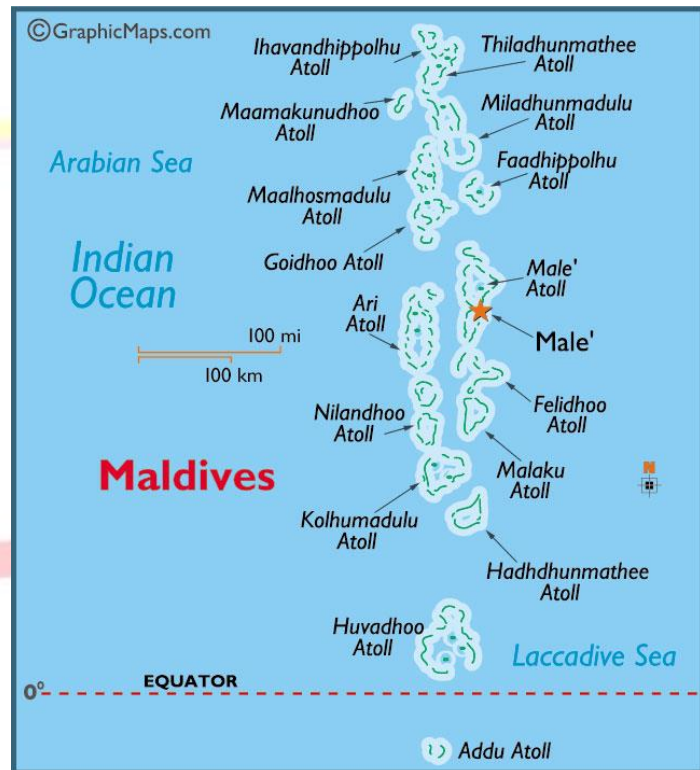 ©GraphicMaps.com
Ihavandhippolhu
Atoll
Thiladhunmathee
Atoll
Maamakunudhoo
Atoll
Miladhunmadulu
Atoll
Arabian Sea
Faadhippolhu
Atoll
Maalhosmadulu
Atoll
Goidhoo Atoll
Indian
Ocean
Male'
Atoll
Ari
Atoll
100 mi
100 km
Male'
Nilandhoo
Atoll
Felidhoo
Atoll
Maldives
Malaku
Atoll
N
Kolhumadulu
Atoll
Hadhdhunmathee
Atoll
Huvadhoo
Atoll
Laccadive Sea
EQUATOR
0°
Addu Atoll